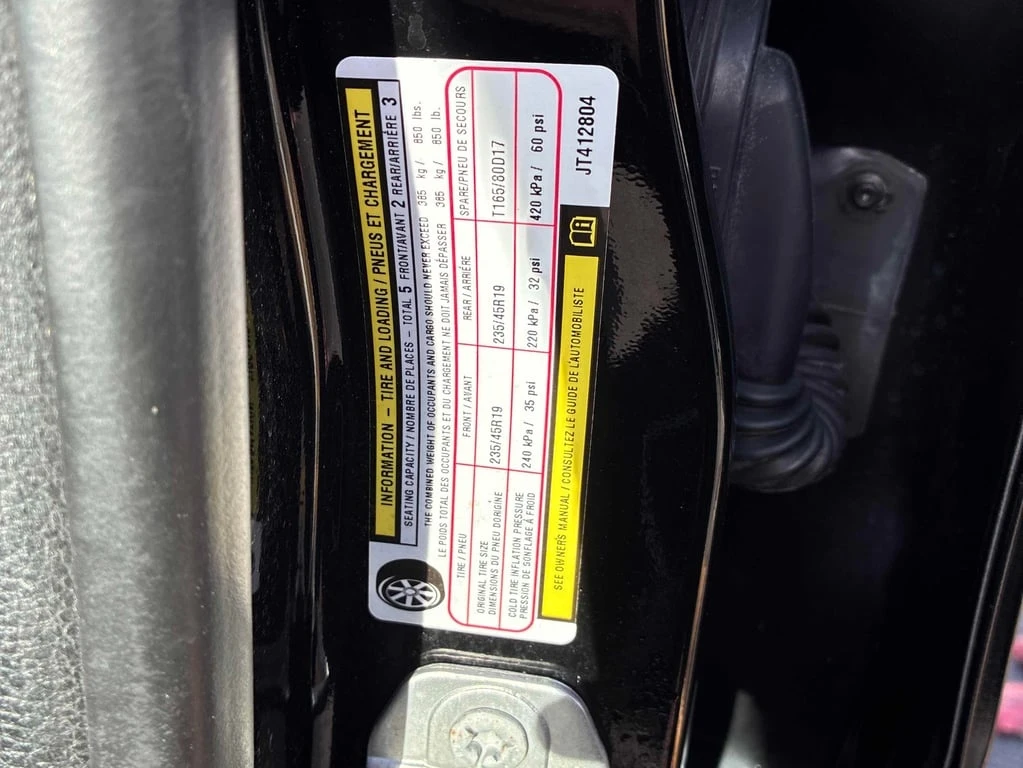 INFORMATION – TIRE AND LOADING / PNEUS ET CHARGEMENT
SEATING CAPACITY / NOMBRE DE PLACES – TOTAL 5 FRONT/AVANT 2 REAR/ARRIÈRE 3
THE COMBINED WEIGHT OF OCCUPANTS AND CARGO SHOULD NEVER EXCEED 385 kg / 850 lbs.
LE POIDS TOTAL DES OCCUPANTS ET DU CHARGEMENT NE DOIT JAMAIS DÉPASSER 385 kg / 850 lb.
TIRE / PNEU FRONT / AVANT REAR / ARRIÈRE SPARE/PNEU DE SECOURS
ORIGINAL TIRE SIZE
DIMENSIONS DU PNEU D'ORIGINE 235/45R19 235/45R19 T165/80D17
COLD TIRE INFLATION PRESSURE
PRESSION DE GONFLAGE À FROID 240 kPa / 35 psi 220 kPa / 32 psi 420 kPa / 60 psi
SEE OWNER'S MANUAL / CONSULTEZ LE GUIDE DE L'AUTOMOBILISTE
JT412804